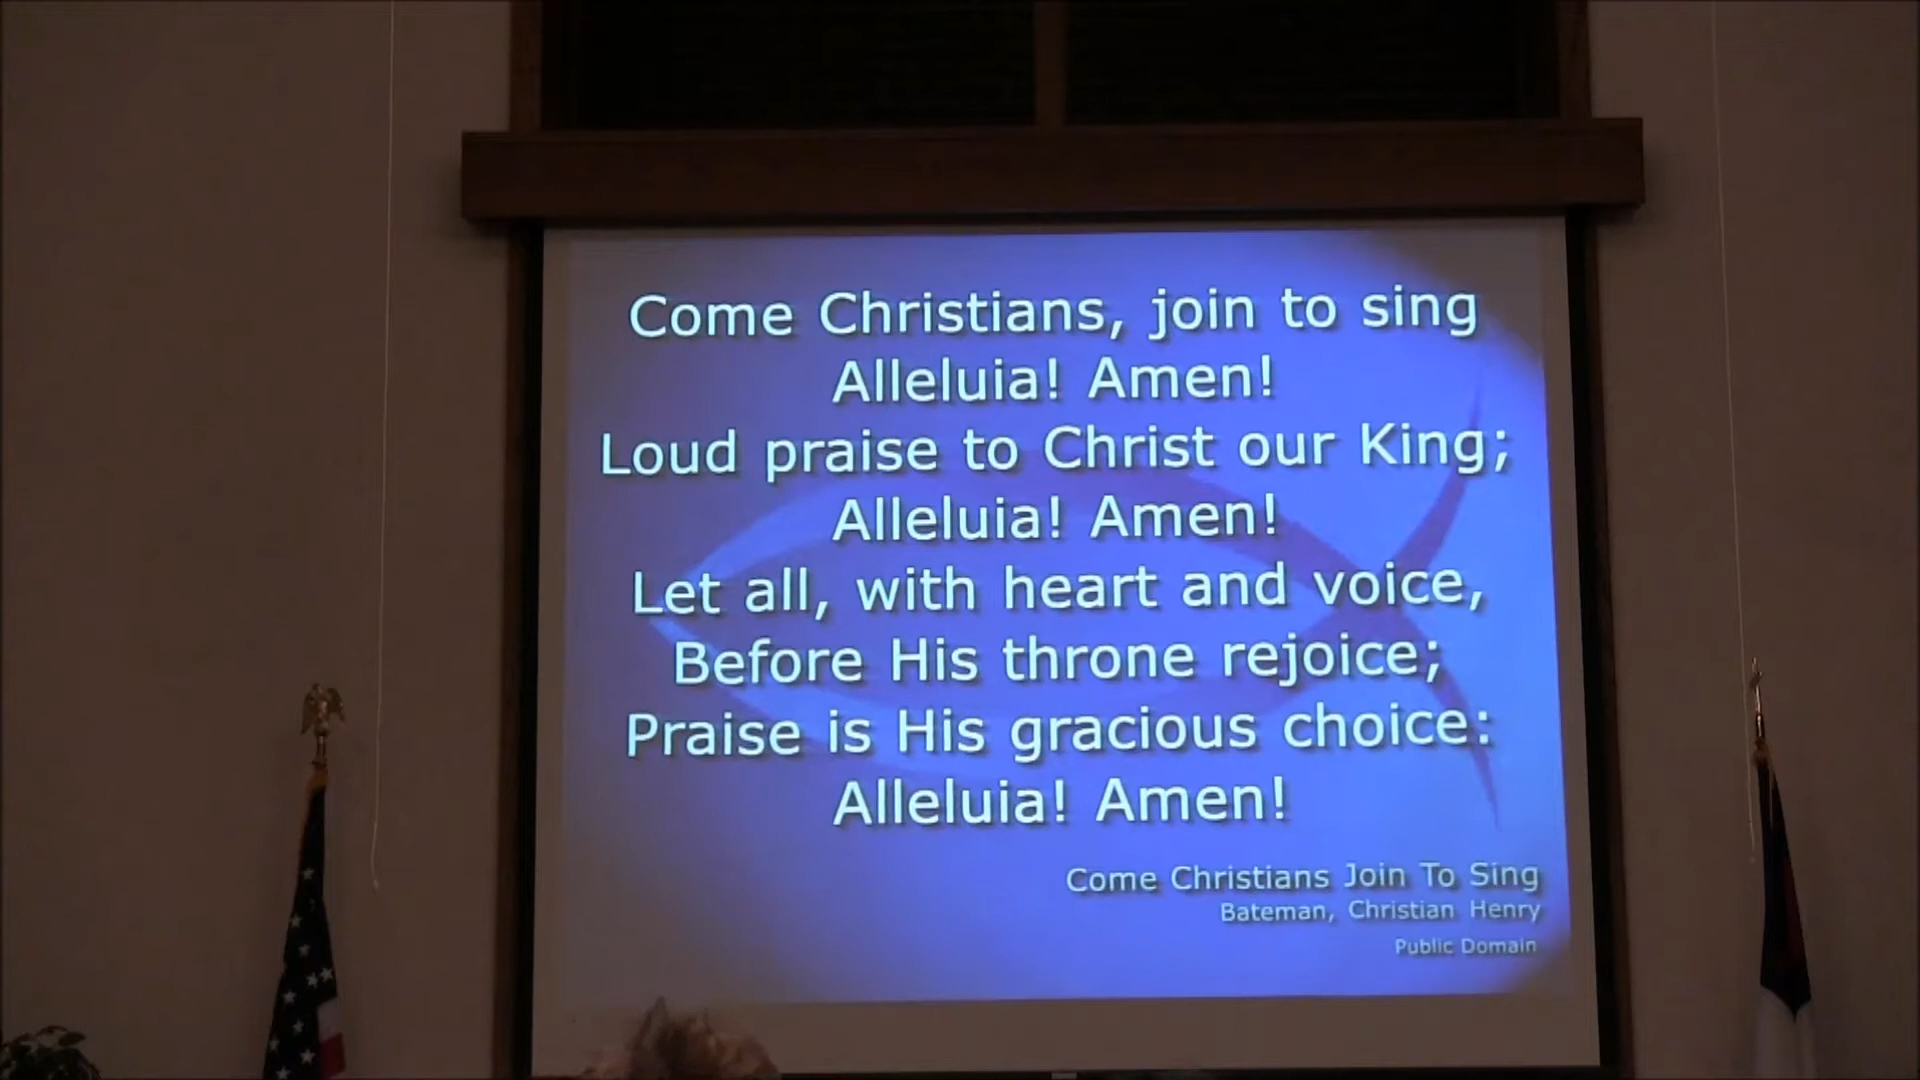 Come Christians, join to sing
Alleluia! Amen!
Loud praise to Christ our King;
Alleluia! Amen!
Let all, with heart and voice,
Before His throne rejoice;
Praise is His gracious choice:
Alleluia! Amen!
Come Christians Join To Sing
Bateman, Christian Henry
Public Domain